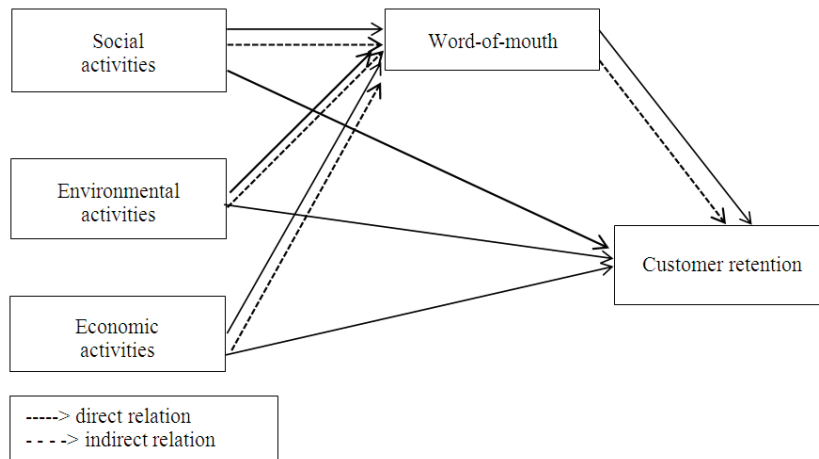 Social
activities
Word-of-mouth
Environmental
activities
Customer retention
Economic
activities
-----> direct relation
- - - -> indirect relation